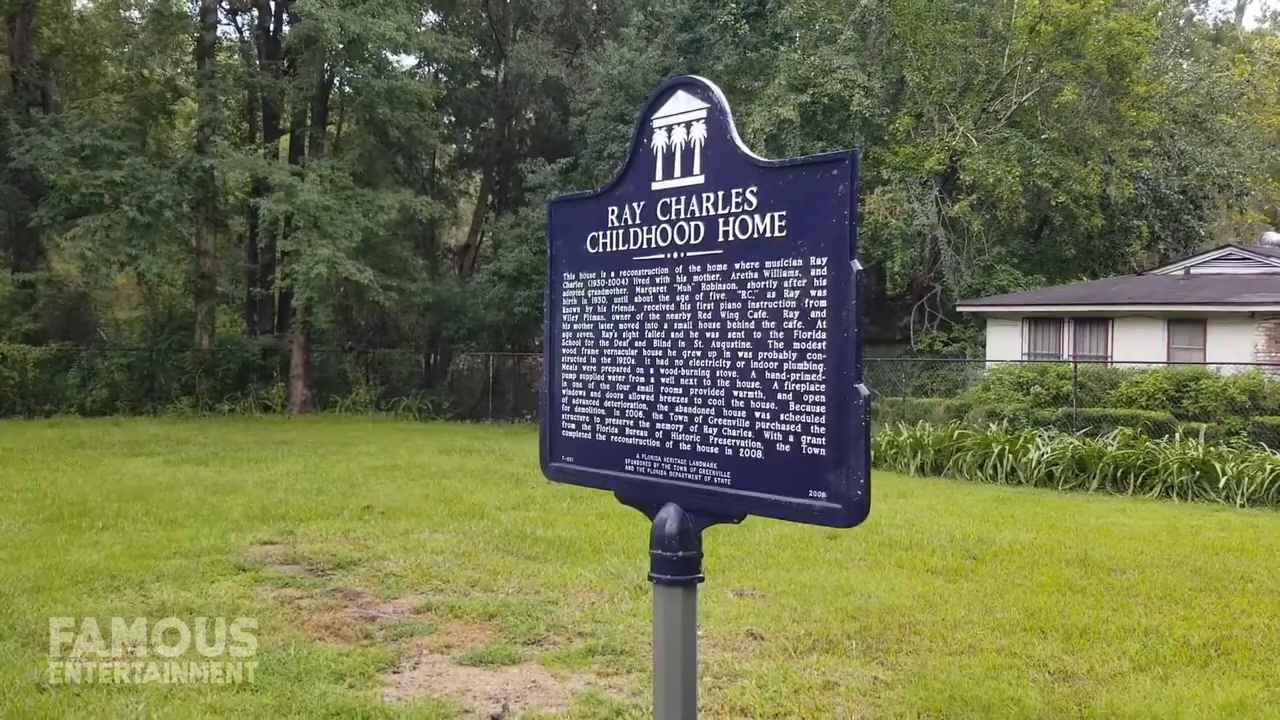 RAY CHARLES
CHILDHOOD HOME
This house is a reconstruction of the home where musician Ray
Charles (1930-2004) lived with his mother, Aretha Williams, and
adopted grandmother, Margaret "Muh" Robinson, shortly after his
birth in 1930, until about the age of five. "RC," as Ray was
known by his friends, received his first piano instruction from
Wiley Pitman, owner of the nearby Red Wing Cafe. Ray and
his mother later moved into a small house behind the cafe. At
age seven, Ray's sight failed and he was sent to the Florida
School for the Deaf and Blind in St. Augustine. The modest
wood frame vernacular house he grew up in was probably con-
structed in the 1920s. It had no electricity or indoor plumbing.
Meals were prepared on a wood-burning stove. A hand-primed-
pump supplied water from a well next to the house. A fireplace
in one of the four small rooms provided warmth, and open
windows and doors allowed breezes to cool the house. Because
of advanced deterioration, the abandoned house was scheduled
for demolition. In 2006, the Town of Greenville purchased the
structure to preserve the memory of Ray Charles. With a grant
from the Florida Bureau of Historic Preservation, the Town
completed the reconstruction of the house in 2008.
A FLORIDA HERITAGE LANDMARK
SPONSORED BY THE TOWN OF GREENVILLE
AND THE FLORIDA DEPARTMENT OF STATE
2008
FAMOUS
ENTERTAINMENT